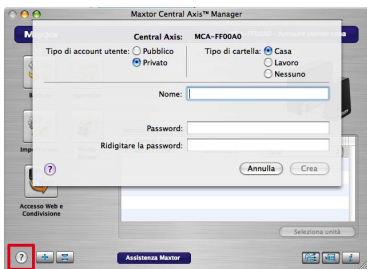 Maxtor Central Axis™ Manager
Central Axis: MCA-FF00A0
Tipo di account utente: Pubblico
Privato
Tipo di cartella: Casa
Lavoro
Nessuno
Nome:
Password:
Ridigitare la password:
? Annulla Crea
Accesso Web e
Condivisione
Seleziona unità
? + Assistenza Maxtor i